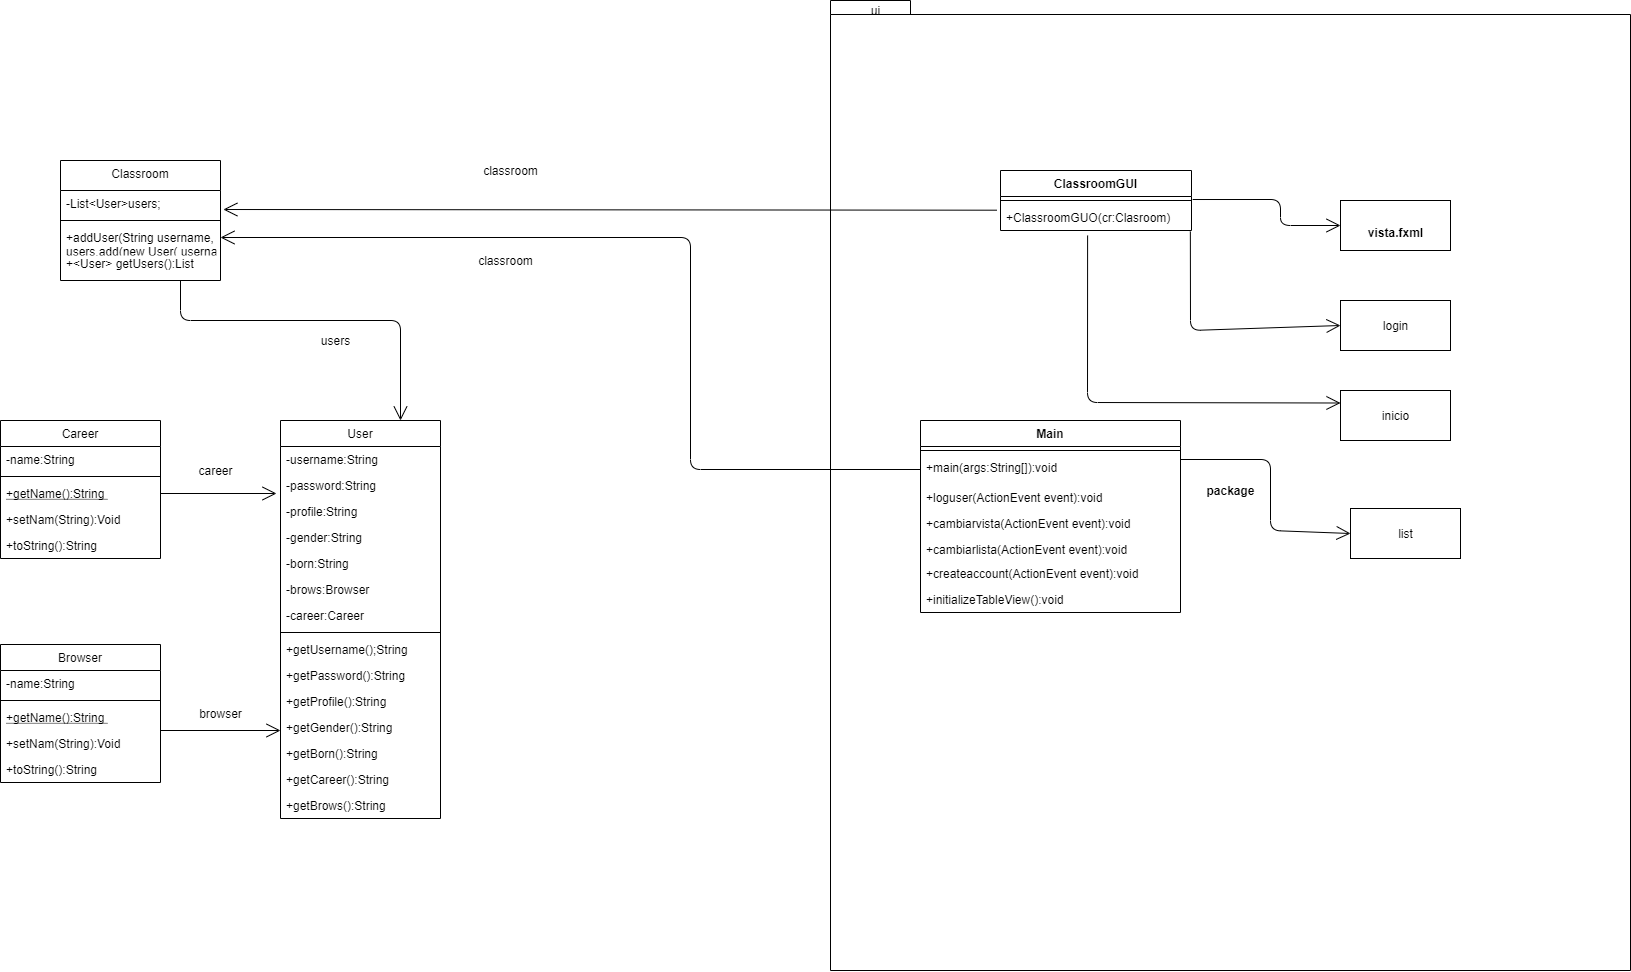 ui
Classroom
-List<User>users;
+addUser(String username,
users.add(new User( userna
+<User> getUsers():List
classroom
classroom
users
ClassroomGUI
+ClassroomGUO(cr:Clasroom)
vista.fxml
login
inicio
Career
-name:String
+getName():String
+setNam(String):Void
+toString():String
career
User
-username:String
-password:String
-profile:String
-gender:String
-born:String
-brows:Browser
-career:Career
+getUsername();String
+getPassword():String
+getProfile():String
+getGender():String
+getBorn():String
+getCareer():String
+getBrows():String
Main
+main(args:String[]):void
+loguser(ActionEvent event):void
+cambiarvista(ActionEvent event):void
+cambiarlista(ActionEvent event):void
+createaccount(ActionEvent event):void
+initializeTableView():void
package
list
Browser
-name:String
+getName():String
+setNam(String):Void
+toString():String
browser